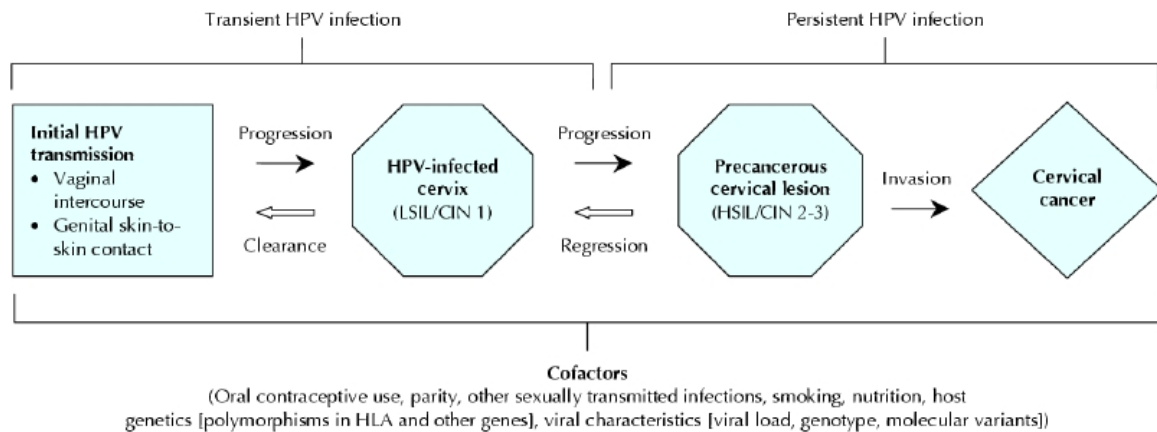 Transient HPV infection
Persistent HPV infection
Initial HPV
transmission
• Vaginal
intercourse
• Genital skin-to-
skin contact
Progression
Clearance
HPV-infected
cervix
(LSIL/CIN 1)
Progression
Regression
Precancerous
cervical lesion
(HSIL/CIN 2-3)
Invasion
Cervical
cancer
Cofactors
(Oral contraceptive use, parity, other sexually transmitted infections, smoking, nutrition, host
genetics [polymorphisms in HLA and other genes], viral characteristics [viral load, genotype, molecular variants])